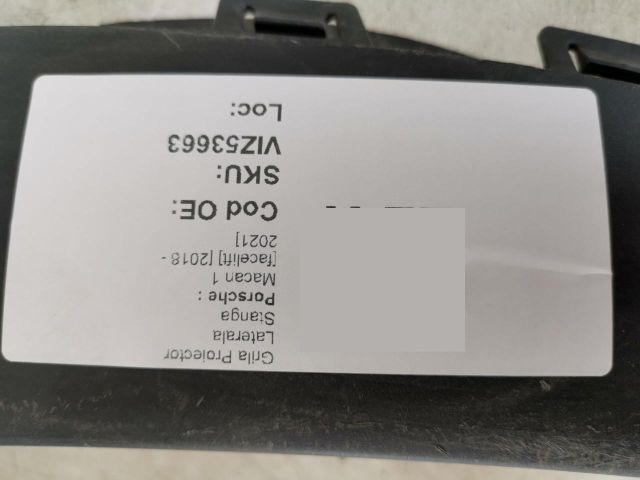 Grila Proiector
Laterala
Stanga
Porsche :
Macan 1
[facelift] [2018 -
2021]
Cod OE:
SKU:
VIZ53663
Loc: